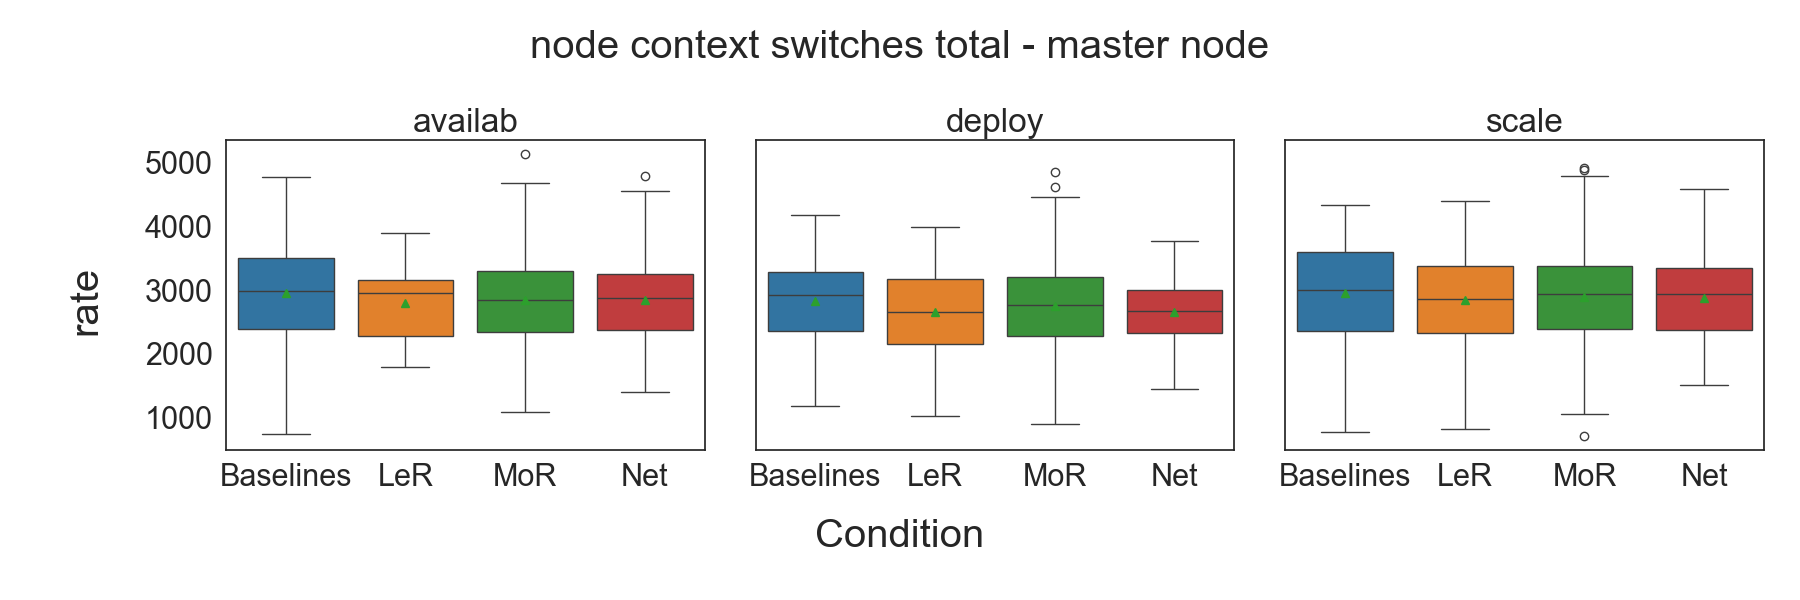 node context switches total - master node
availab deploy scale
rate
5000
4000
3000
2000
1000
Baselines LeR MoR Net Baselines LeR MoR Net Baselines LeR MoR Net
Condition